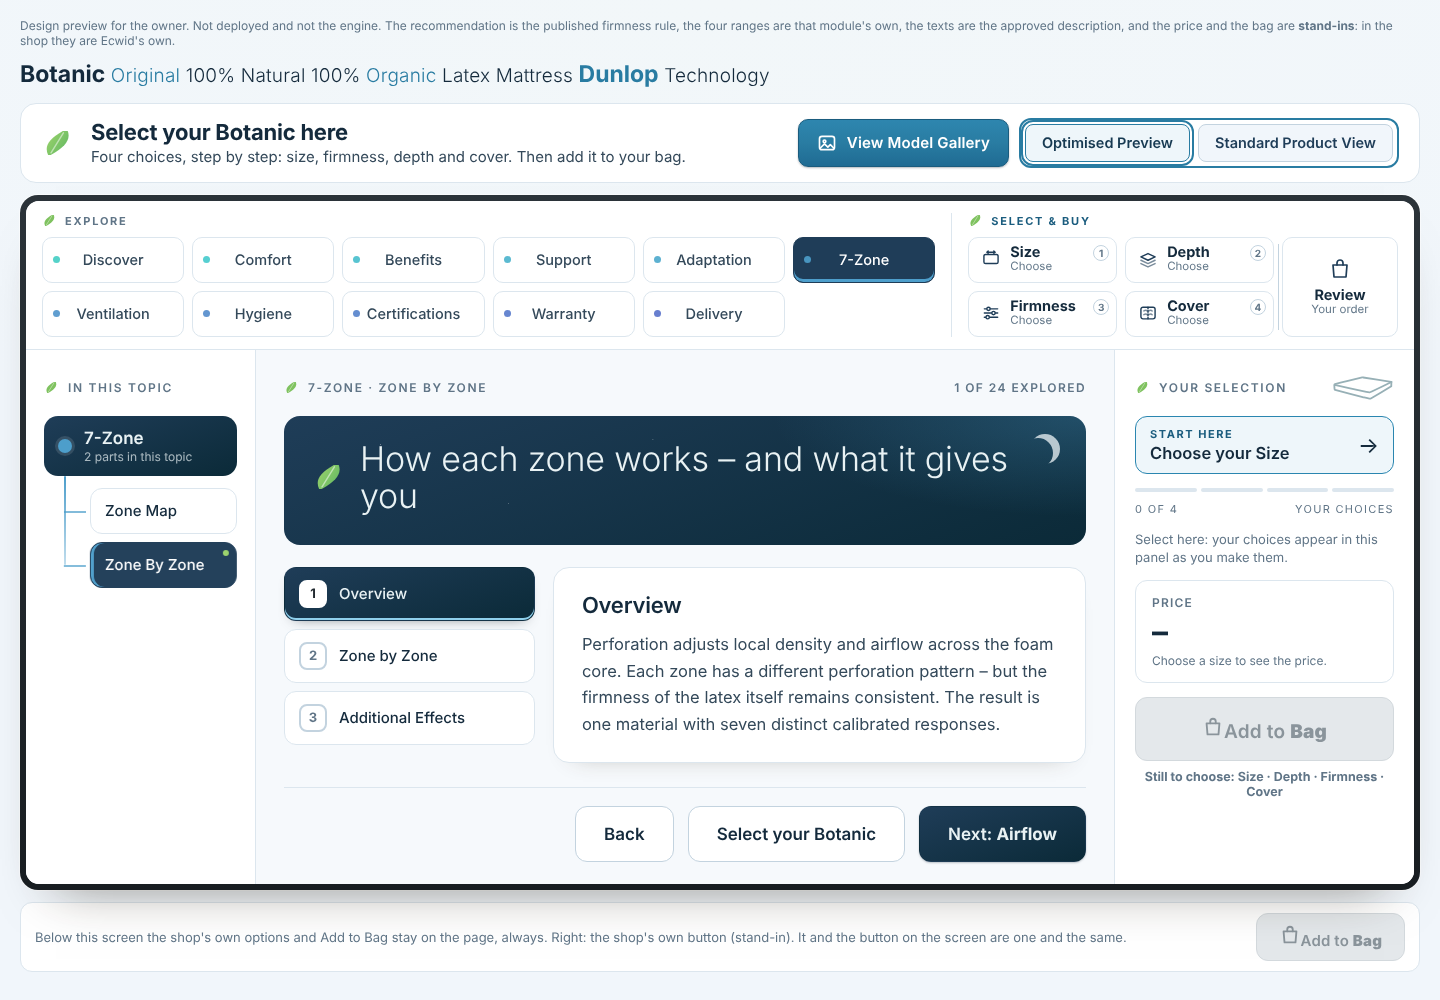 Design preview for the owner. Not deployed and not the engine. The recommendation is the published firmness rule, the four ranges are that module's own, the texts are the approved description, and the price and the bag are stand-ins: in the
shop they are Ecwid's own.
Botanic Original 100% Natural 100% Organic Latex Mattress Dunlop Technology
Select your Botanic here
Four choices, step by step: size, firmness, depth and cover. Then add it to your bag.
View Model Gallery
Optimised Preview
Standard Product View
EXPLORE
Discover
Comfort
Benefits
Support
Adaptation
7-Zone
Ventilation
Hygiene
Certifications
Warranty
Delivery
SELECT & BUY
Size
Choose
1
Depth
Choose
2
Firmness
Choose
3
Cover
Choose
4
Review
Your order
IN THIS TOPIC
7-Zone
2 parts in this topic
Zone Map
Zone By Zone
7-ZONE · ZONE BY ZONE
1 OF 24 EXPLORED
How each zone works – and what it gives
you
1 Overview
2 Zone by Zone
3 Additional Effects
Overview
Perforation adjusts local density and airflow across the foam
core. Each zone has a different perforation pattern – but the
firmness of the latex itself remains consistent. The result is
one material with seven distinct calibrated responses.
Back
Select your Botanic
Next: Airflow
YOUR SELECTION
START HERE
Choose your Size
0 OF 4
YOUR CHOICES
Select here: your choices appear in this
panel as you make them.
PRICE
–
Choose a size to see the price.
Add to Bag
Still to choose: Size · Depth · Firmness ·
Cover
Below this screen the shop's own options and Add to Bag stay on the page, always. Right: the shop's own button (stand-in). It and the button on the screen are one and the same.
Add to Bag